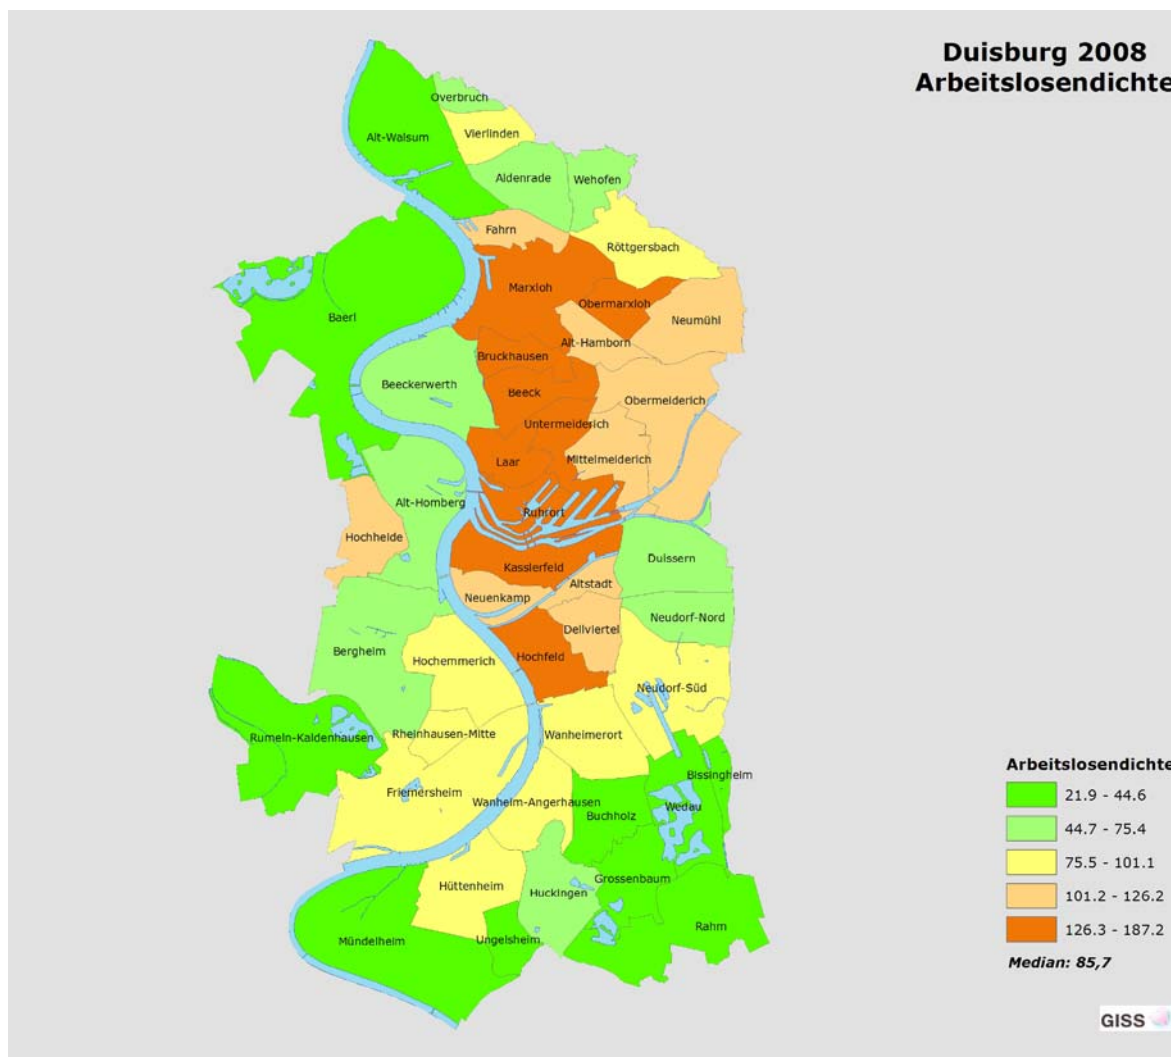 Duisburg 2008
Arbeitslosendichte
Overbruch
Alt-Walsum
Vierlinden
Aldenrade
Wehofen
Fahrn
Röttgersbach
Marxloh
Obermarxloh
Baerl
Neumühl
Alt-Hamborn
Bruckhausen
Beeckerwerth
Beeck
Obermeiderich
Untermeiderich
Laar
Mittelmeiderich
Alt-Homberg
Ruhrort
Hochheide
Duissern
Kasslerfeld
Altstadt
Neuenkamp
Neudorf-Nord
Dellviertel
Bergheim
Hochemmerich
Hochfeld
Neudorf-Süd
Rumeln-Kaldenhausen
Rheinhausen-Mitte
Wanheimerort
Bissingheim
Friemersheim
Wanheim-Angerhausen
Wedau
Buchholz
Grossenbaum
Hüttenheim
Huckingen
Rahm
Mündelheim
Ungelsheim
Arbeitslosendichte
21.9 - 44.6
44.7 - 75.4
75.5 - 101.1
101.2 - 126.2
126.3 - 187.2
Median: 85,7
GISS